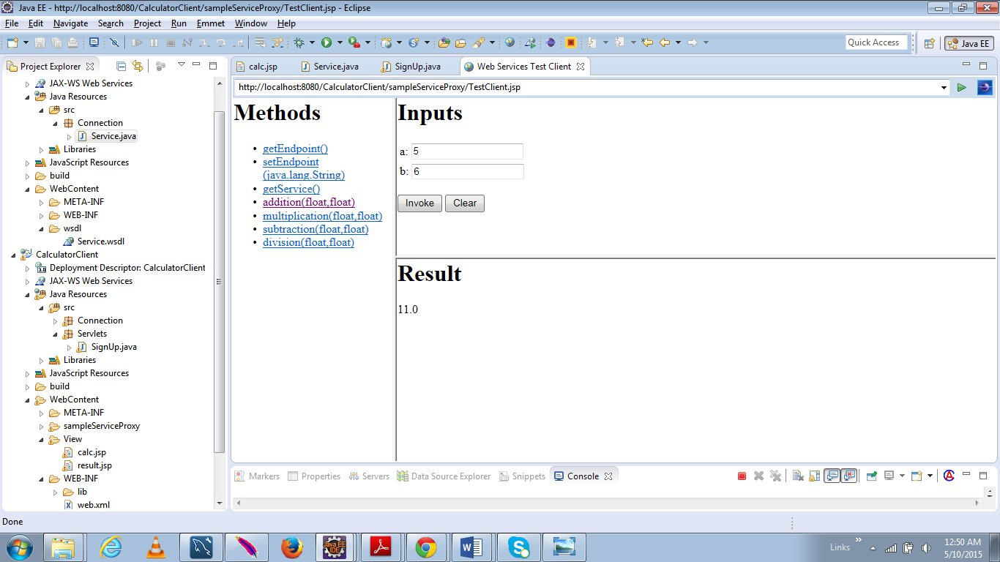 Java EE - http://localhost:8080/CalculatorClient/sampleServiceProxy/TestClient.jsp - Eclipse
File Edit Navigate Search Project Run Emmet Window Help
Quick Access
Java EE
Project Explorer
JAX-WS Web Services
Java Resources
src
Connection
Service.java
Libraries
JavaScript Resources
build
WebContent
META-INF
WEB-INF
wsdl
Service.wsdl
CalculatorClient
Deployment Descriptor: CalculatorClient
JAX-WS Web Services
Java Resources
src
Connection
Servlets
SignUp.java
Libraries
JavaScript Resources
build
WebContent
META-INF
sampleServiceProxy
View
calc.jsp
result.jsp
WEB-INF
lib
web.xml
calc.jsp Service.java SignUp.java Web Services Test Client
http://localhost:8080/CalculatorClient/sampleServiceProxy/TestClient.jsp
Methods
getEndpoint()
setEndpoint
(java.lang.String)
getService()
addition(float,float)
multiplication(float,float)
subtraction(float,float)
division(float,float)
Inputs
a: 5
b: 6
Invoke Clear
Result
11.0
Markers Properties Servers Data Source Explorer Snippets Console
Done
Java EE
IDE
Links
12:50 AM
5/10/2015